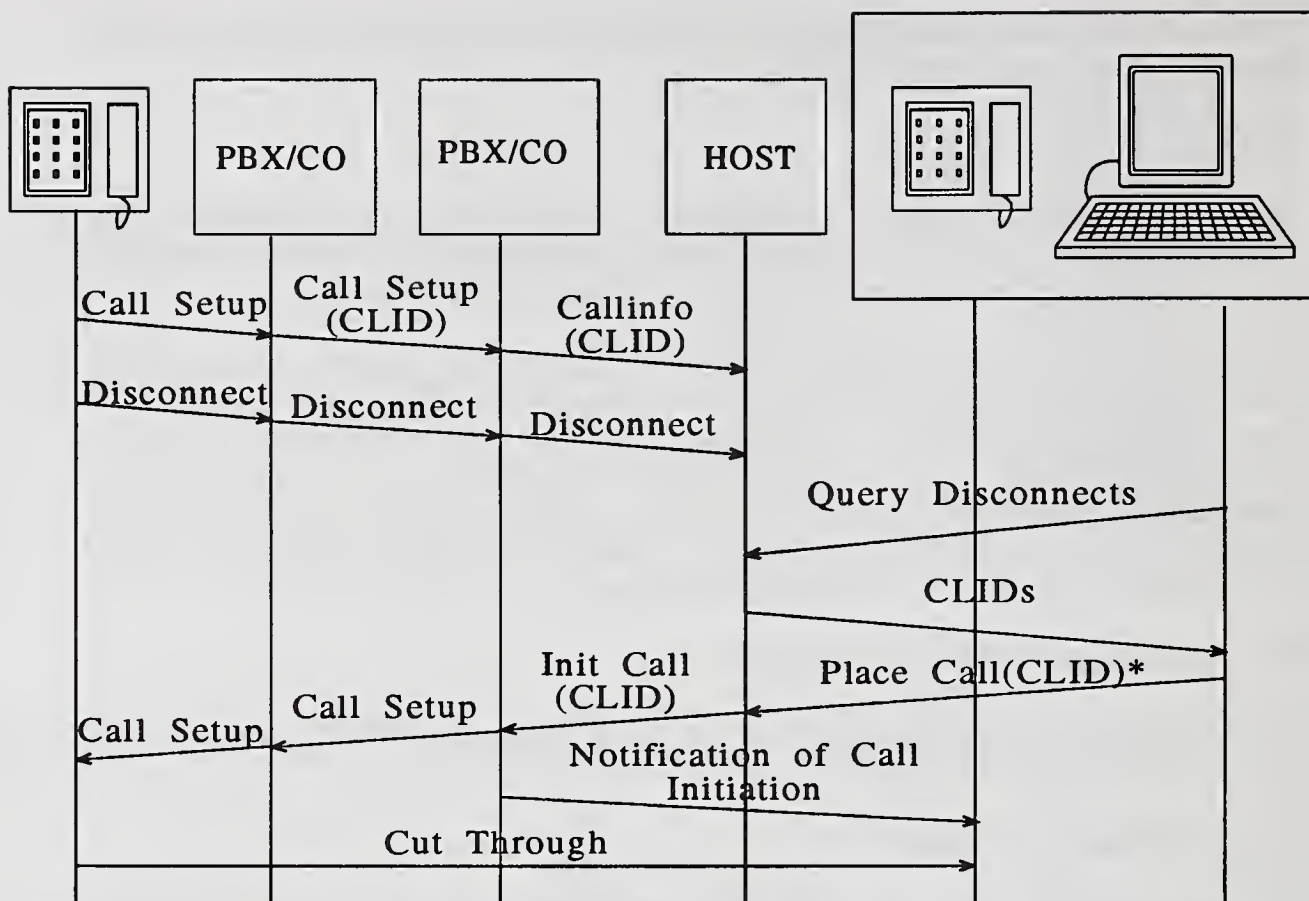 PBX/CO
PBX/CO
HOST
Call Setup
Call Setup
(CLID)
Callinfo
(CLID)
Disconnect
Disconnect
Disconnect
Query Disconnects
CLIDs
Place Call(CLID)*
Init Call
(CLID)
Call Setup
Call Setup
Notification of Call
Initiation
Cut Through